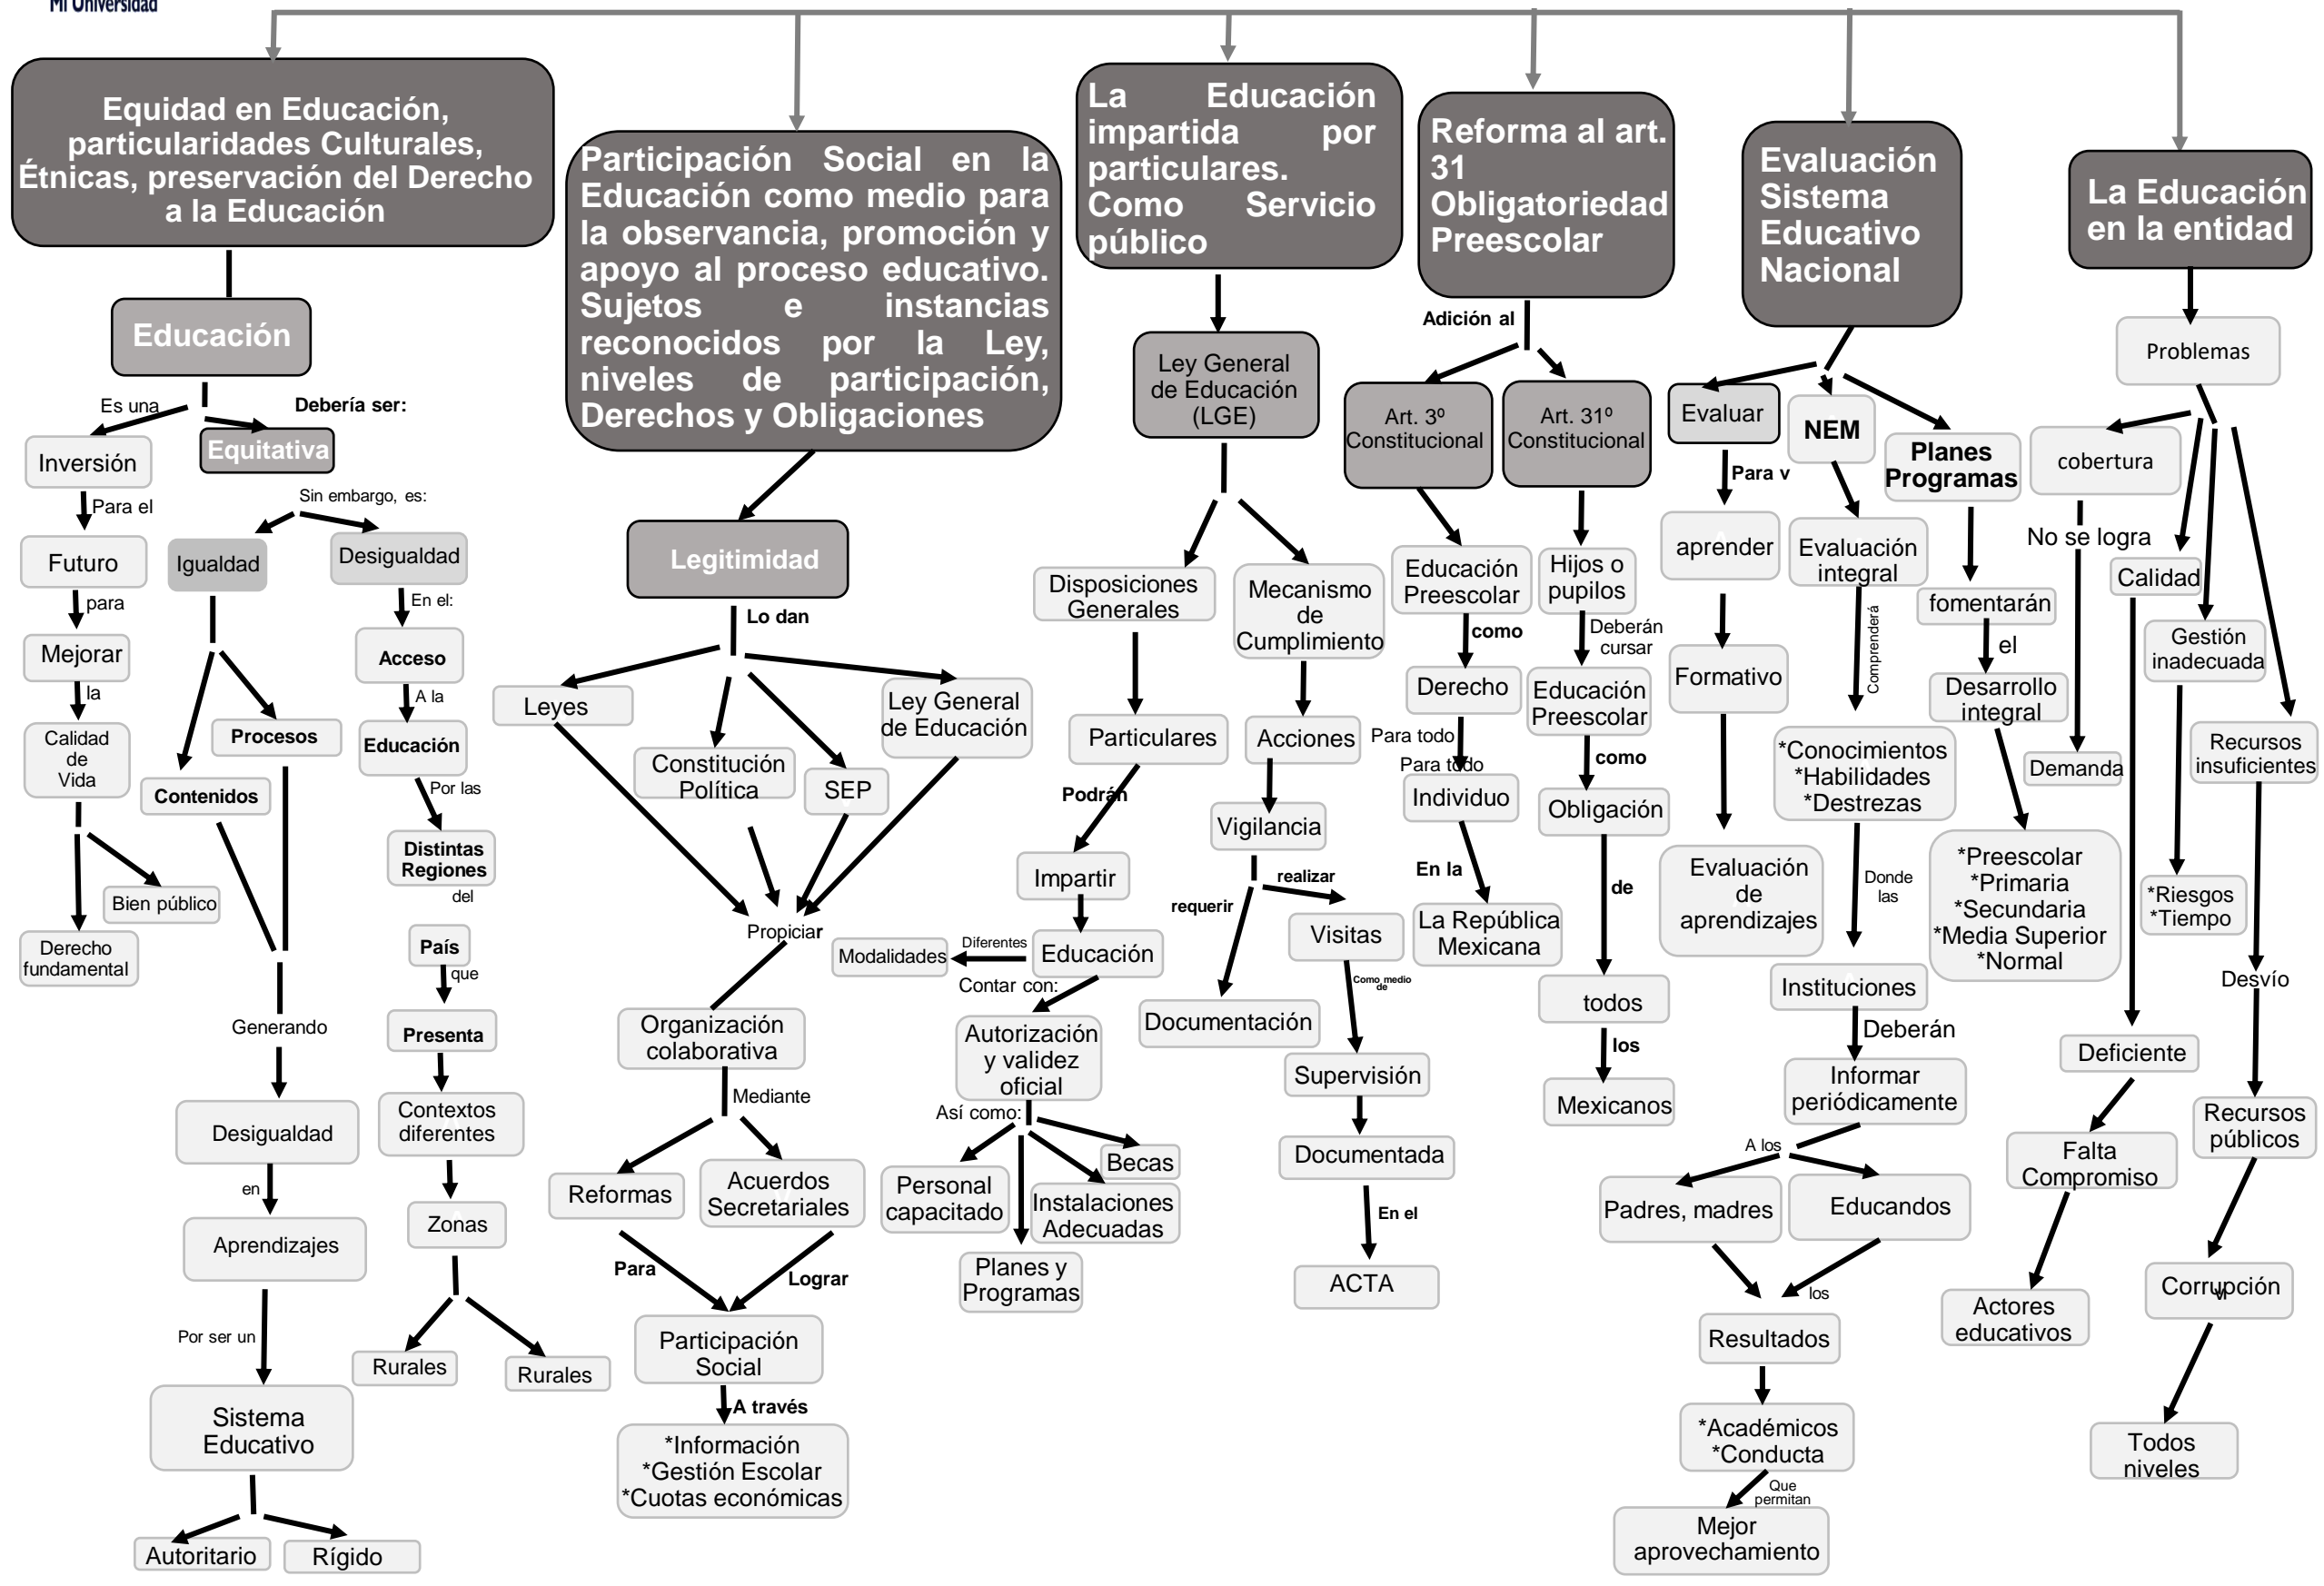 Mi Universidad
Equidad en Educación,
particularidades Culturales,
Étnicas, preservación del Derecho
a la Educación
Educación
Es una
Debería ser:
Inversión
Equitativa
Para el
Sin embargo, es:
Futuro
Igualdad
Desigualdad
para
En el:
Mejorar
Acceso
la
A la
Calidad
de
Vida
Procesos
Educación
Contenidos
Por las
Bien público
Distintas
Regiones
del
Derecho
fundamental
País
que
Generando
Presenta
Desigualdad
Contextos
diferentes
en
Zonas
Aprendizajes
Por ser un
Rurales
Rurales
Sistema
Educativo
Autoritario
Rígido
Participación Social en la
Educación como medio para
la observancia, promoción y
apoyo al proceso educativo.
Sujetos e instancias
reconocidos por la Ley,
niveles de participación,
Derechos y Obligaciones
Legitimidad
Lo dan
Leyes
Constitución
Política
SEP
Ley General
de Educación
Propiciar
Organización
colaborativa
Mediante
Reformas
Acuerdos
Secretariales
Para
Lograr
Participación
Social
A través
*Información
*Gestión Escolar
*Cuotas económicas
La Educación
impartida por
particulares.
Como Servicio
público
Ley General
de Educación
(LGE)
Disposiciones
Generales
Mecanismo
de
Cumplimiento
Particulares
Acciones
Podrán
Vigilancia
Impartir
realizar
requerir
Modalidades
Diferentes
Educación
Visitas
Contar con:
Como medio
de
Autorización
y validez
oficial
Documentación
Supervisión
Así como:
Becas
Documentada
Personal
capacitado
Instalaciones
Adecuadas
En el
Planes y
Programas
ACTA
Reforma al art.
31
Obligatoriedad
Preescolar
Adición al
Art. 3º
Constitucional
Art. 31º
Constitucional
Educación
Preescolar
Hijos o
pupilos
como
Deberán
cursar
Derecho
Educación
Preescolar
Para todo
Para todo
como
Individuo
Obligación
En la
de
La República
Mexicana
todos
los
Mexicanos
Evaluación
Sistema
Educativo
Nacional
Evaluar
NEM
Planes
Programas
Para v
aprender
Evaluación
integral
fomentarán
Comprenderá
el
Formativo
Desarrollo
integral
*Conocimientos
*Habilidades
*Destrezas
Evaluación
de
aprendizajes
Donde
las
*Preescolar
*Primaria
*Secundaria
*Media Superior
*Normal
Instituciones
Deberán
Informar
periódicamente
A los
Padres, madres
Educandos
los
Resultados
*Académicos
*Conducta
Que
permitan
Mejor
aprovechamiento
La Educación
en la entidad
Problemas
cobertura
No se logra
Calidad
Gestión
inadecuada
Demanda
Recursos
insuficientes
*Riesgos
*Tiempo
Desvío
Deficiente
Recursos
públicos
Falta
Compromiso
Corrupción
Actores
educativos
Todos
niveles